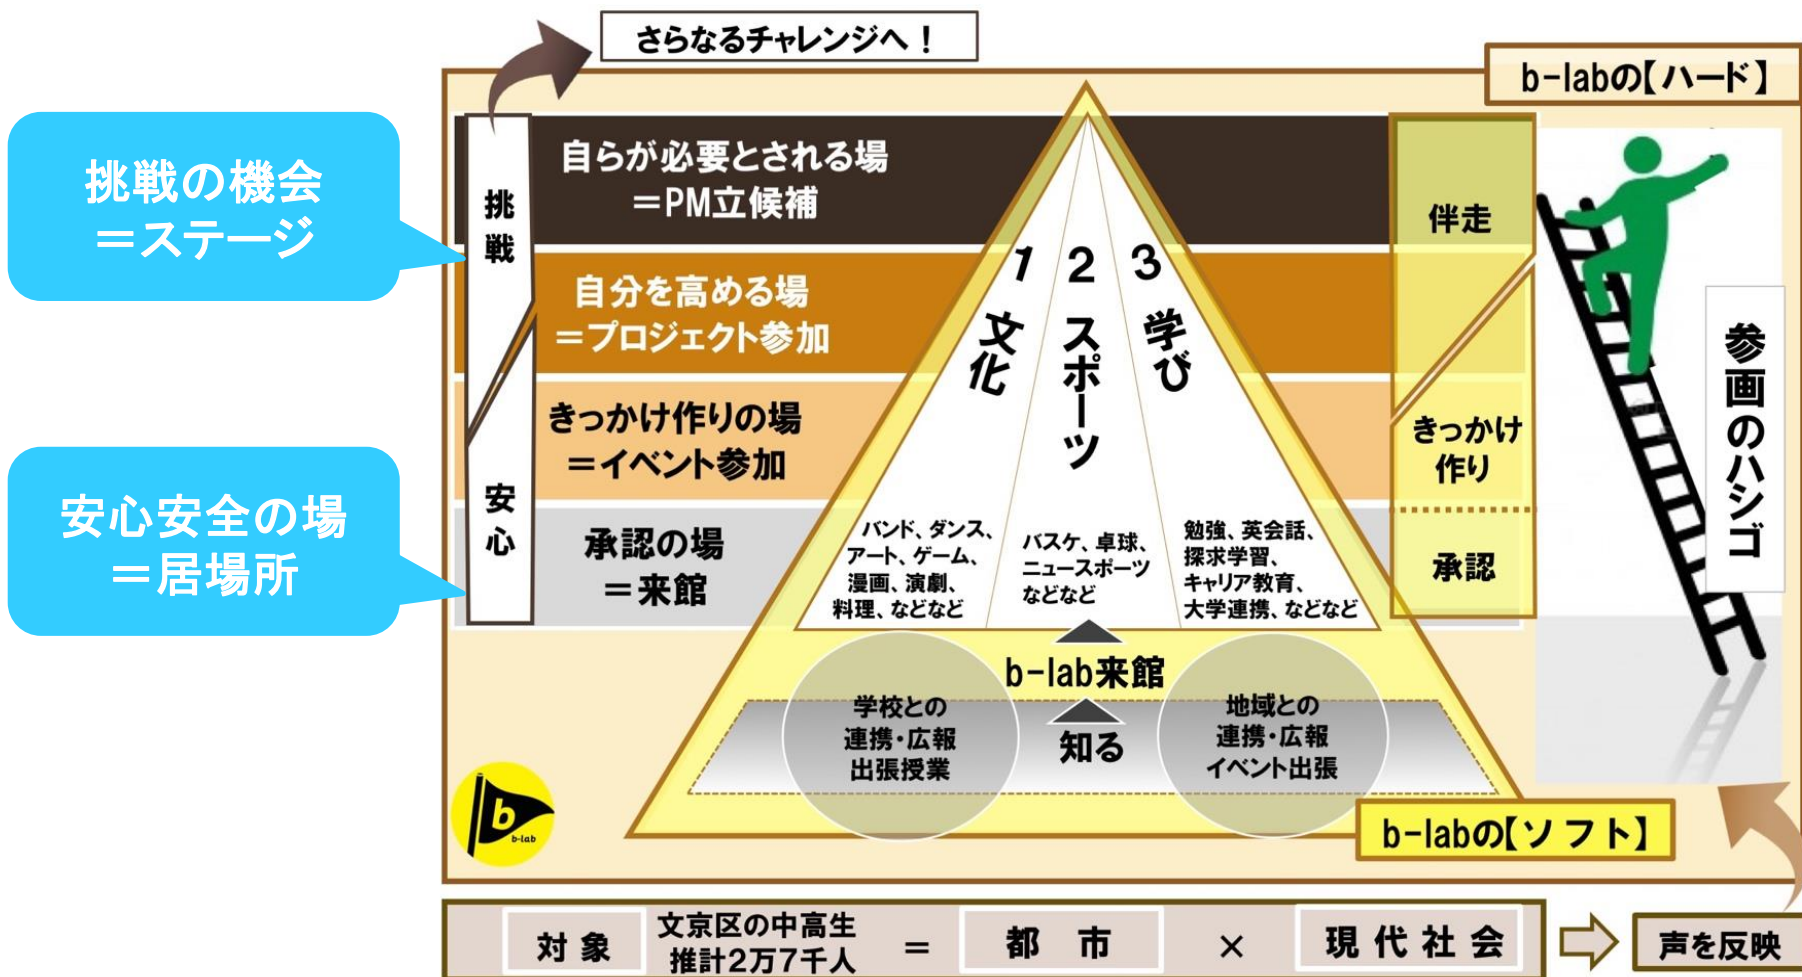 さらなるチャレンジへ！
b-labの【ハード】
挑戦の機会
＝ステージ
安心安全の場
＝居場所
挑戦
安心
自らが必要とされる場
＝PM立候補
自分を高める場
＝プロジェクト参加
きっかけ作りの場
＝イベント参加
承認の場
＝来館
1 文化
2 スポーツ
3 学び
バンド、ダンス、
アート、ゲーム、
漫画、演劇、
料理、などなど
バスケ、卓球、
ニュースポーツ
などなど
勉強、英会話、
探求学習、
キャリア教育、
大学連携、などなど
伴走
きっかけ
作り
承認
参画のハシゴ
b-lab来館
学校との
連携・広報
出張授業
知る
地域との
連携・広報
イベント出張
b
b-lab
b-labの【ソフト】
対象
文京区の中高生
推計2万7千人
＝
都市
×
現代社会
声を反映